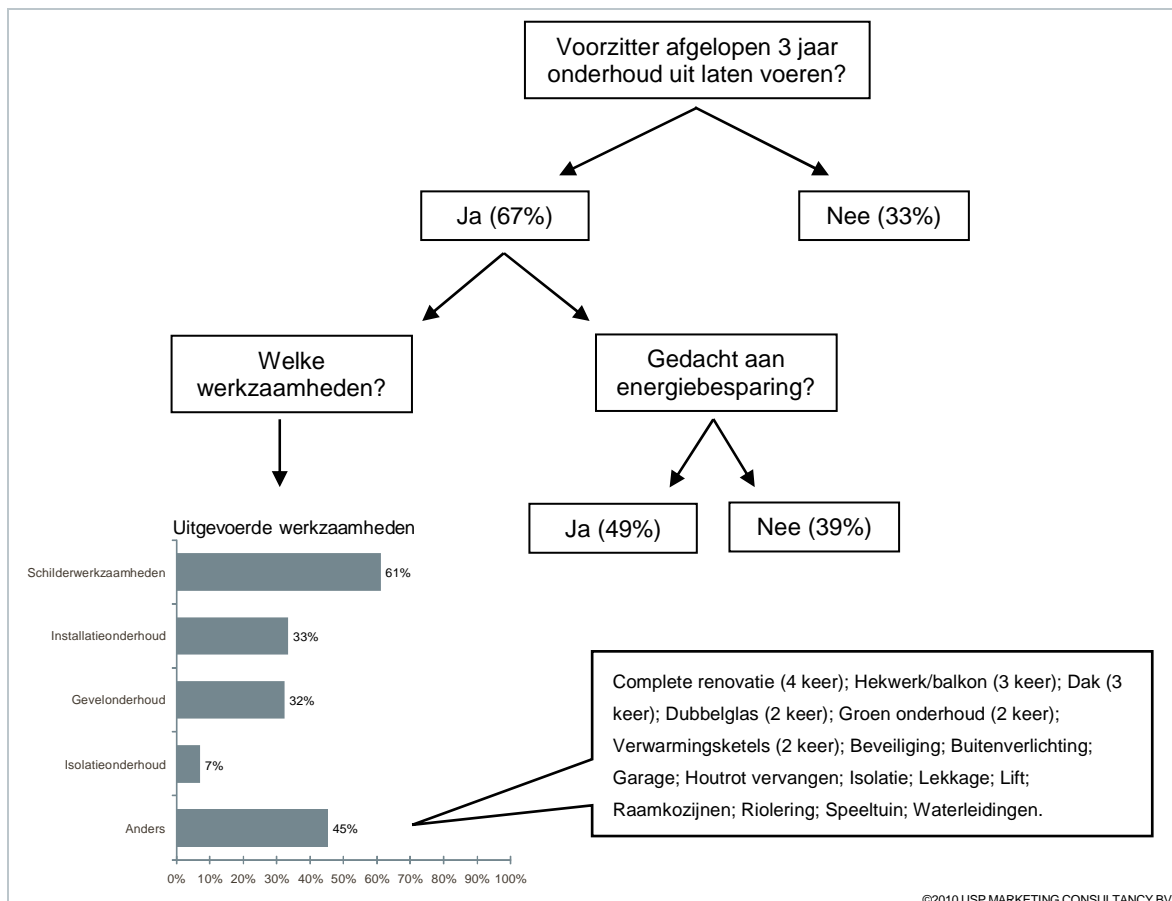 Voorzitter afgelopen 3 jaar
onderhoud uit laten voeren?
Ja (67%)
Nee (33%)
Welke
werkzaamheden?
Gedacht aan
energiebesparing?
Ja (49%)
Nee (39%)
Uitgevoerde werkzaamheden
Schilderwerkzaamheden
61%
Installatieonderhoud
33%
Gevelonderhoud
32%
Isolatieonderhoud
7%
Anders
45%
0% 10% 20% 30% 40% 50% 60% 70% 80% 90% 100%
Complete renovatie (4 keer); Hekwerk/balkon (3 keer); Dak (3
keer); Dubbelglas (2 keer); Groen onderhoud (2 keer);
Verwarmingsketels (2 keer); Beveiliging; Buitenverlichting;
Garage; Houtrot vervangen; Isolatie; Lekkage; Lift;
Raamkozijnen; Riolering; Speeltuin; Waterleidingen.
©2010 USP MARKETING CONSULTANCY BV